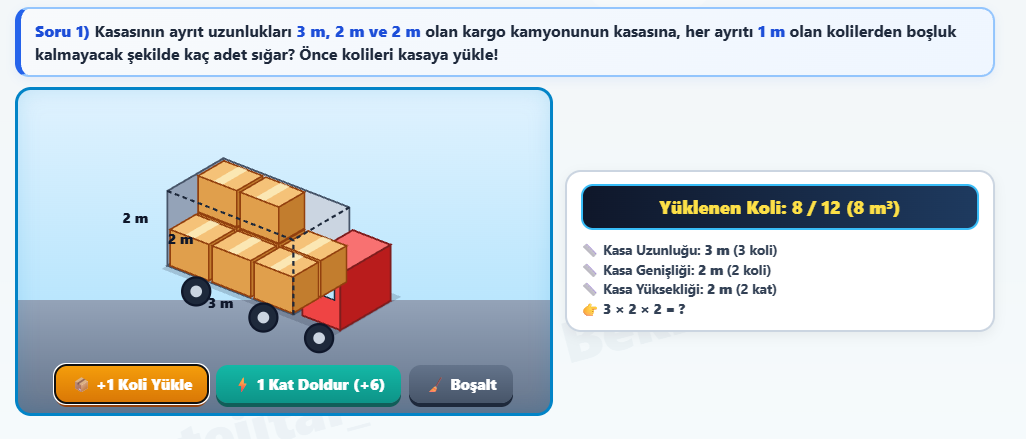 Soru 1) Kasasının ayrıt uzunlukları 3 m, 2 m ve 2 m olan kargo kamyonunun kasasına, her ayrıtı 1 m olan kolilerden boşluk
kalmayacak şekilde kaç adet sığar? Önce kolileri kasaya yükle!
2 m
2 m
3 m
+1 Koli Yükle
1 Kat Doldur (+6)
Boşalt
Yüklenen Koli: 8 / 12 (8 m³)
Kasa Uzunluğu: 3 m (3 koli)
Kasa Genişliği: 2 m (2 koli)
Kasa Yüksekliği: 2 m (2 kat)
3 × 2 × 2 = ?